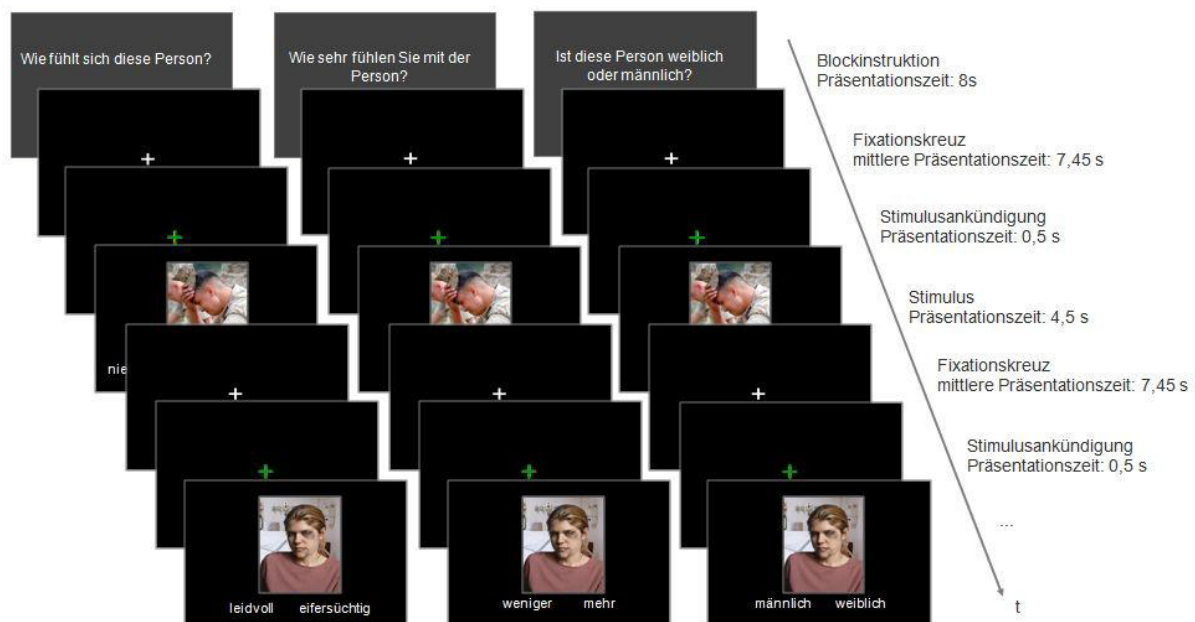 Wie fühlt sich diese Person?
Wie sehr fühlen Sie mit der
Person?
Ist diese Person weiblich
oder männlich?
Blockinstruktion
Präsentationszeit: 8s
Fixationskreuz
mittlere Präsentationszeit: 7,45 s
Stimulusankündigung
Präsentationszeit: 0,5 s
Stimulus
Präsentationszeit: 4,5 s
Fixationskreuz
mittlere Präsentationszeit: 7,45 s
Stimulusankündigung
Präsentationszeit: 0,5 s
...
t
leidvoll eifersüchtig
weniger mehr
männlich weiblich